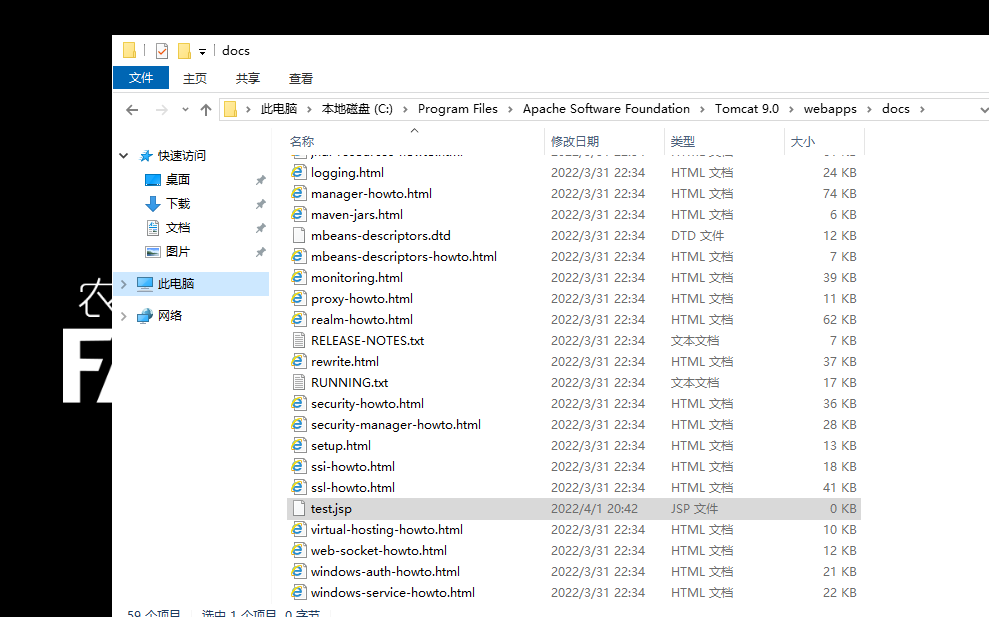 docs
文件 主页 共享 查看
此电脑 本地磁盘 (C:) Program Files Apache Software Foundation Tomcat 9.0 webapps docs
名称 修改日期 类型 大小
快速访问
桌面
下载
文档
图片
此电脑
网络
农
FA
logging.html 2022/3/31 22:34 HTML 文档 24 KB
manager-howto.html 2022/3/31 22:34 HTML 文档 74 KB
maven-jars.html 2022/3/31 22:34 HTML 文档 6 KB
mbeans-descriptors.dtd 2022/3/31 22:34 DTD 文件 12 KB
mbeans-descriptors-howto.html 2022/3/31 22:34 HTML 文档 7 KB
monitoring.html 2022/3/31 22:34 HTML 文档 39 KB
proxy-howto.html 2022/3/31 22:34 HTML 文档 11 KB
realm-howto.html 2022/3/31 22:34 HTML 文档 62 KB
RELEASE-NOTES.txt 2022/3/31 22:34 文本文档 7 KB
rewrite.html 2022/3/31 22:34 HTML 文档 37 KB
RUNNING.txt 2022/3/31 22:34 文本文档 17 KB
security-howto.html 2022/3/31 22:34 HTML 文档 36 KB
security-manager-howto.html 2022/3/31 22:34 HTML 文档 28 KB
setup.html 2022/3/31 22:34 HTML 文档 13 KB
ssi-howto.html 2022/3/31 22:34 HTML 文档 18 KB
ssl-howto.html 2022/3/31 22:34 HTML 文档 41 KB
test.jsp 2022/4/1 20:42 JSP 文件 0 KB
virtual-hosting-howto.html 2022/3/31 22:34 HTML 文档 10 KB
web-socket-howto.html 2022/3/31 22:34 HTML 文档 12 KB
windows-auth-howto.html 2022/3/31 22:34 HTML 文档 21 KB
windows-service-howto.html 2022/3/31 22:34 HTML 文档 22 KB
59 个项目 选中 1 个项目 0 字节